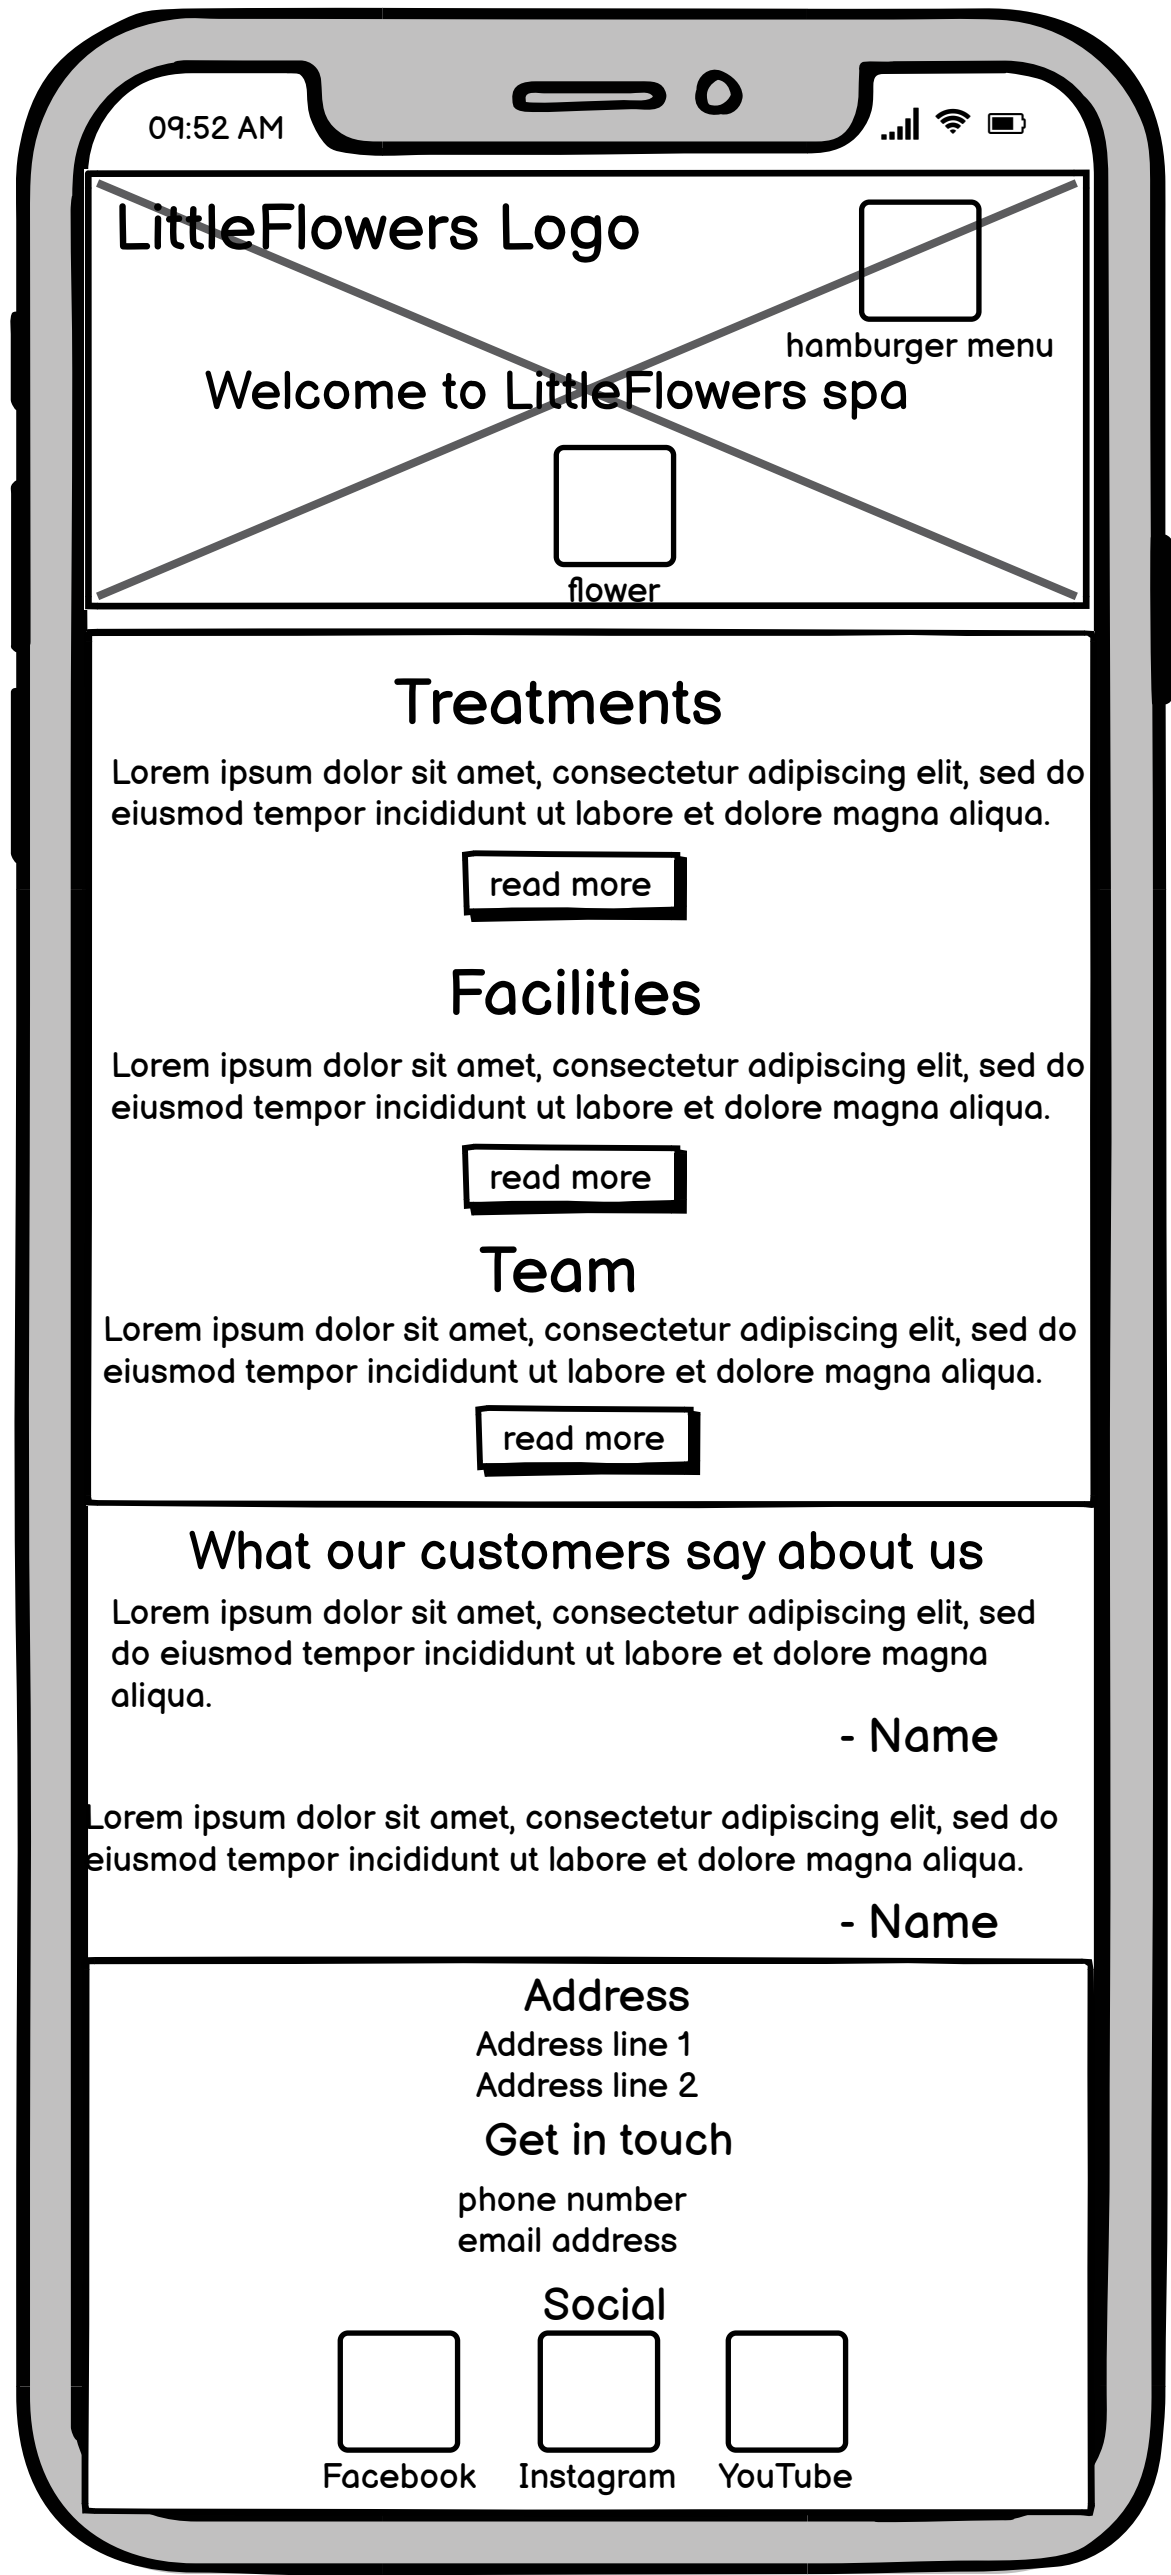 09:52 AM
LittleFlowers Logo
hamburger menu
Welcome to LittleFlowers spa
flower
Treatments
Lorem ipsum dolor sit amet, consectetur adipiscing elit, sed do
eiusmod tempor incididunt ut labore et dolore magna aliqua.
read more
Facilities
Lorem ipsum dolor sit amet, consectetur adipiscing elit, sed do
eiusmod tempor incididunt ut labore et dolore magna aliqua.
read more
Team
Lorem ipsum dolor sit amet, consectetur adipiscing elit, sed do
eiusmod tempor incididunt ut labore et dolore magna aliqua.
read more
What our customers say about us
Lorem ipsum dolor sit amet, consectetur adipiscing elit, sed
do eiusmod tempor incididunt ut labore et dolore magna
aliqua.
- Name
Lorem ipsum dolor sit amet, consectetur adipiscing elit, sed do
eiusmod tempor incididunt ut labore et dolore magna aliqua.
- Name
Address
Address line 1
Address line 2
Get in touch
phone number
email address
Social
Facebook Instagram YouTube